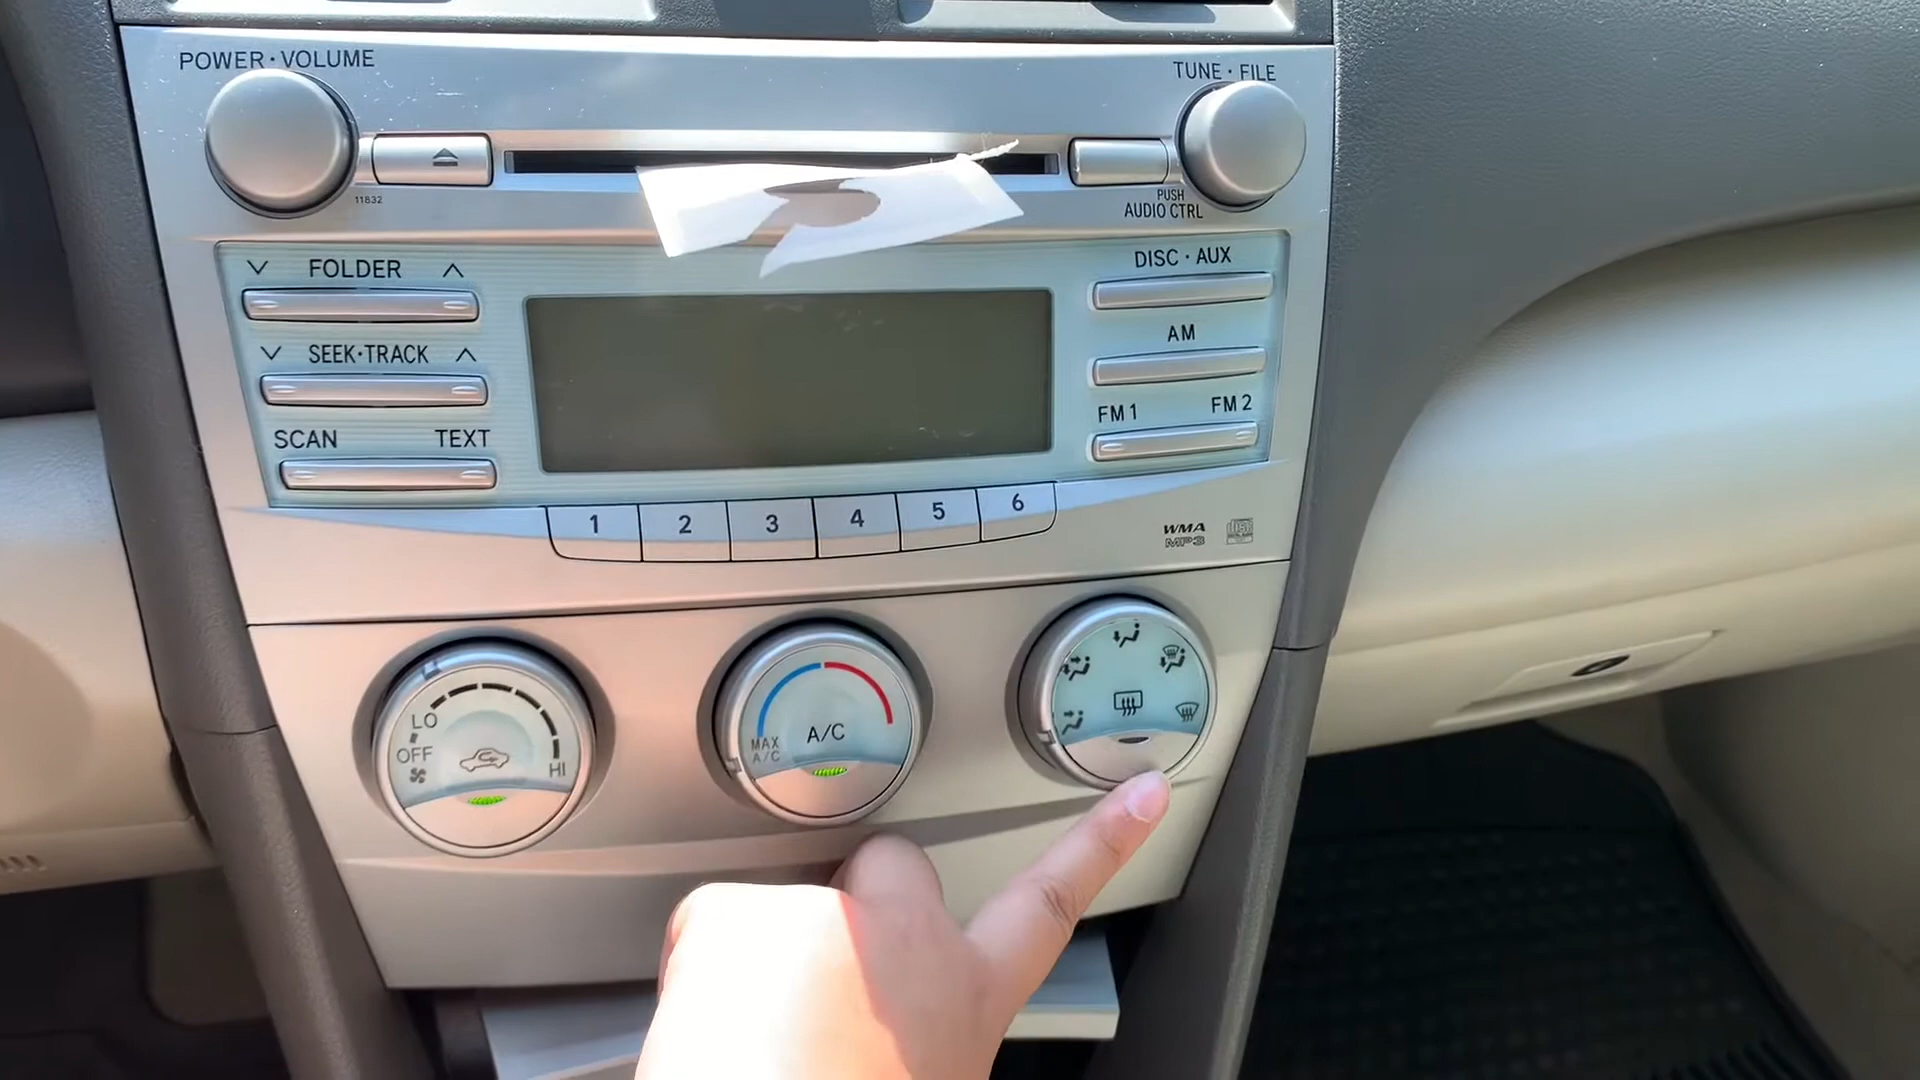 POWER · VOLUME
TUNE · FILE
11832
PUSH
AUDIO CTRL
FOLDER
DISC · AUX
SEEK·TRACK
AM
SCAN TEXT
FM 1 FM 2
1 2 3 4 5 6
WMA
MP3
LO
OFF
HI
MAX
A/C
A/C